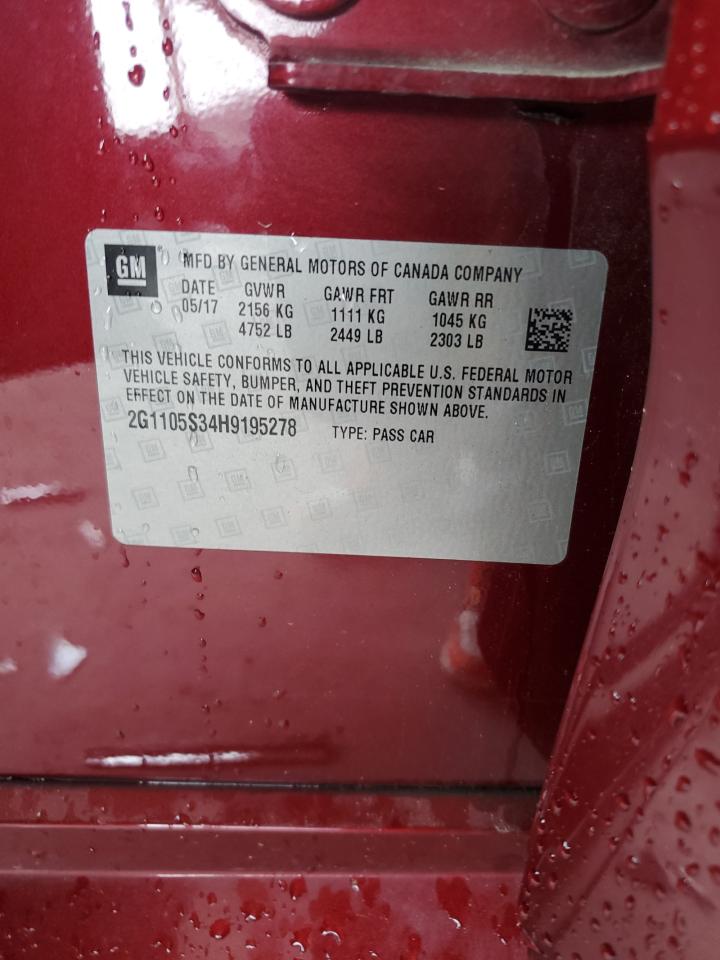 GM
MFD BY GENERAL MOTORS OF CANADA COMPANY
DATE GVWR GAWR FRT GAWR RR
05/17 2156 KG 1111 KG 1045 KG
4752 LB 2449 LB 2303 LB
THIS VEHICLE CONFORMS TO ALL APPLICABLE U.S. FEDERAL MOTOR
VEHICLE SAFETY, BUMPER, AND THEFT PREVENTION STANDARDS IN
EFFECT ON THE DATE OF MANUFACTURE SHOWN ABOVE.
2G1105S34H9195278 TYPE: PASS CAR